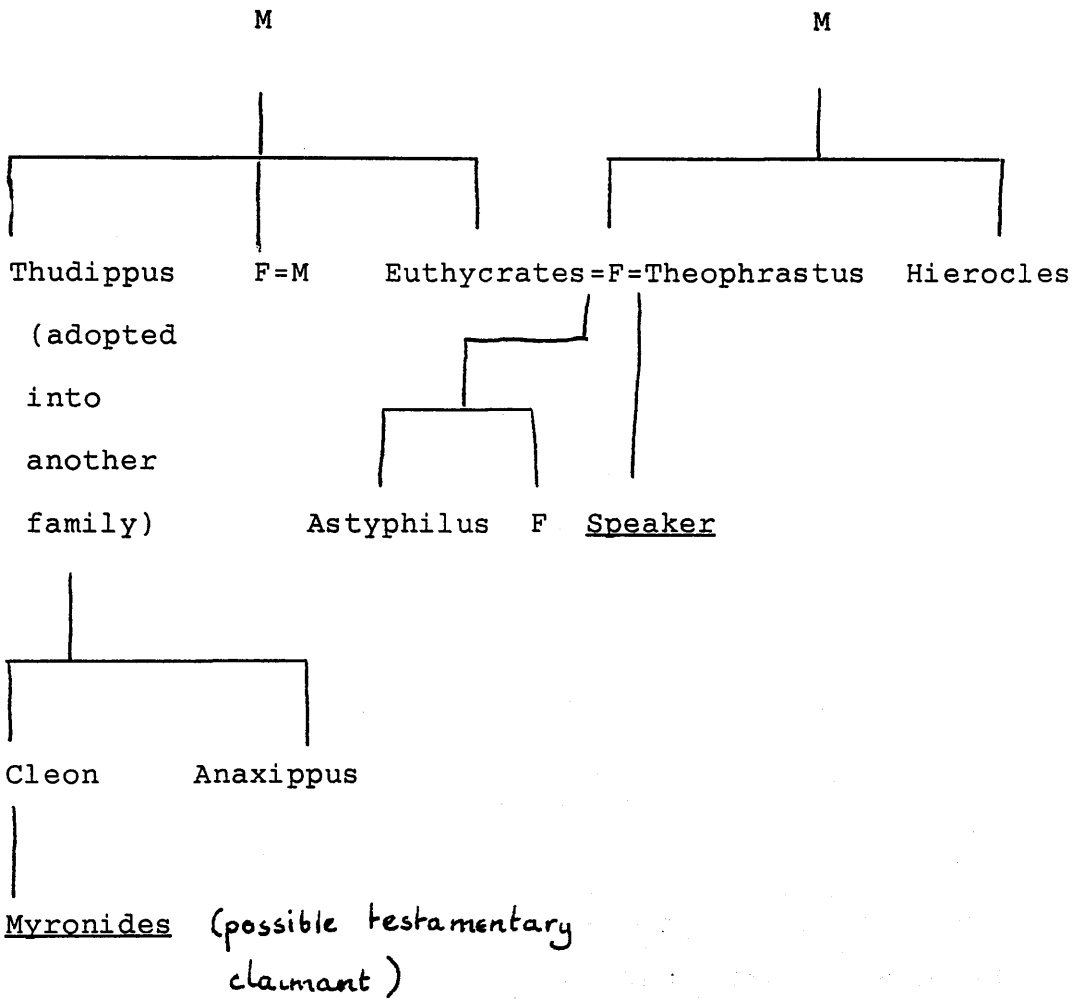 M M
Thudippus F=M Euthycrates=F=Theophrastus Hierocles
(adopted
into
another
family) Astyphilus F Speaker
Cleon Anaxippus
Myronides (possible testamentary
claimant)